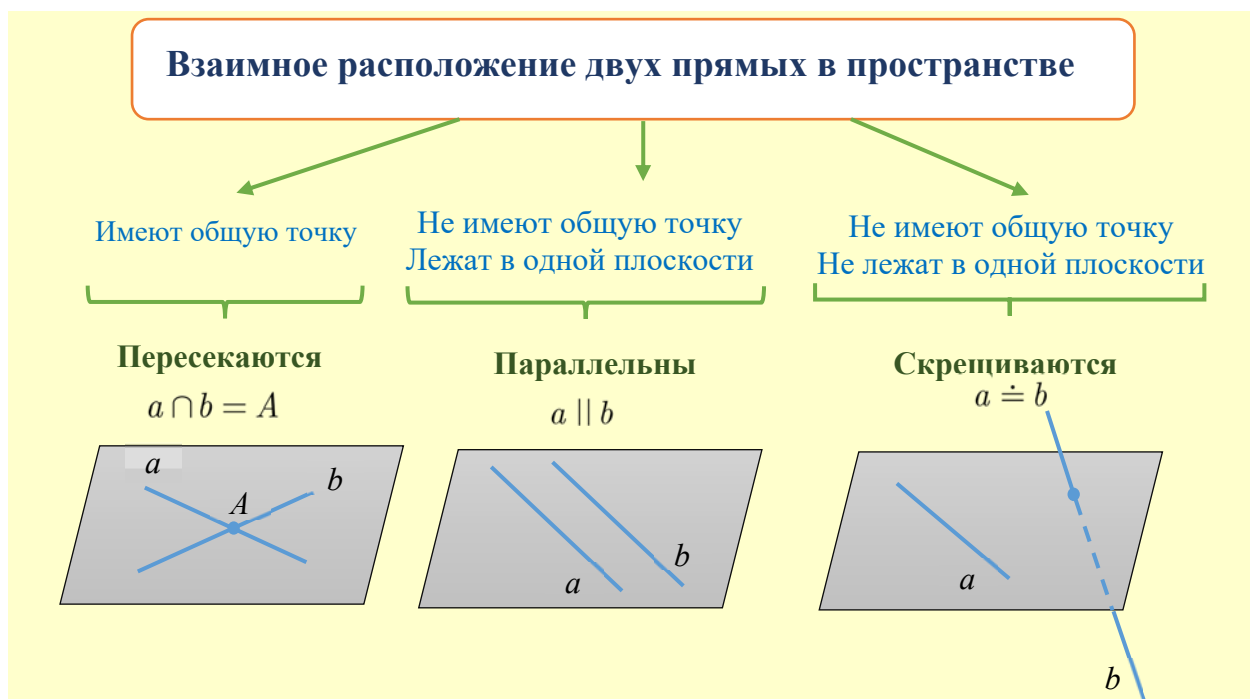 Взаимное расположение двух прямых в пространстве
Имеют общую точку
Не имеют общую точку
Лежат в одной плоскости
Не имеют общую точку
Не лежат в одной плоскости
Пересекаются
a ∩ b = A
a
A
b
Параллельны
a || b
a
b
Скрещиваются
a ≐ b
a
b